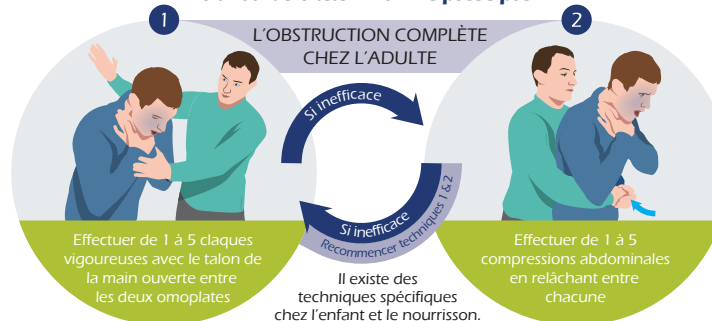 1
2
L'OBSTRUCTION COMPLÈTE
CHEZ L'ADULTE
Si inefficace
Si inefficace
Recommencer techniques 1 & 2
Effectuer de 1 à 5 claques
vigoureuses avec le talon de
la main ouverte entre
les deux omoplates
Effectuer de 1 à 5
compressions abdominales
en relâchant entre
chacune
Il existe des
techniques spécifiques
chez l'enfant et le nourrisson.